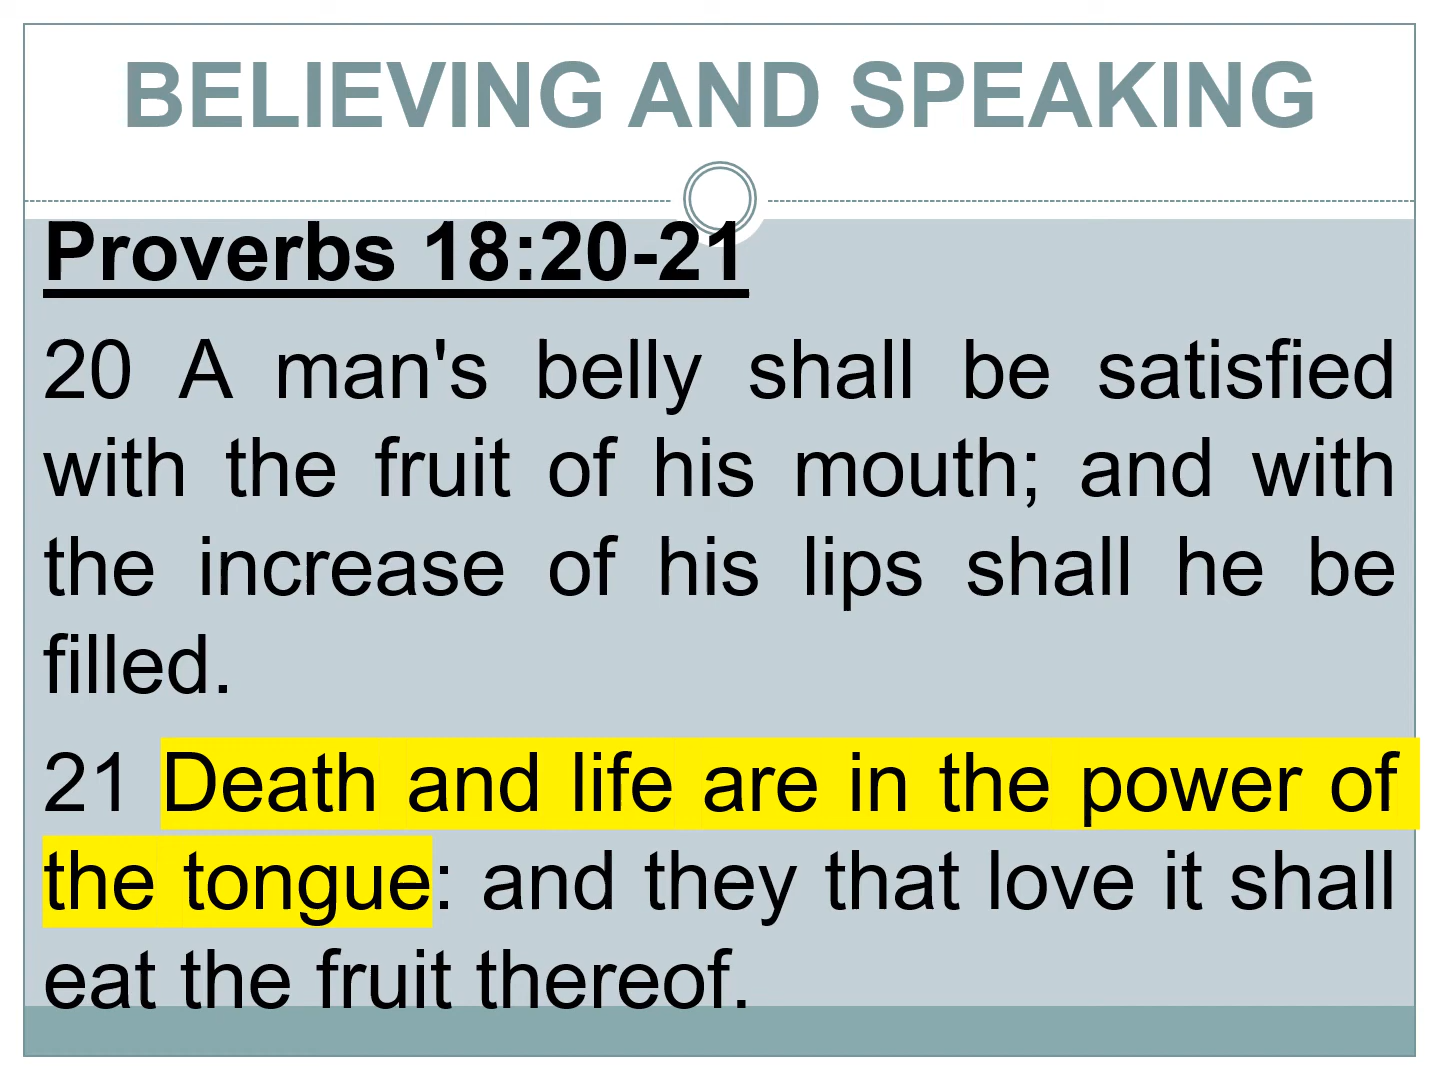 BELIEVING AND SPEAKING
Proverbs 18:20-21
20 A man's belly shall be satisfied
with the fruit of his mouth; and with
the increase of his lips shall he be
filled.
21 Death and life are in the power of
the tongue: and they that love it shall
eat the fruit thereof.